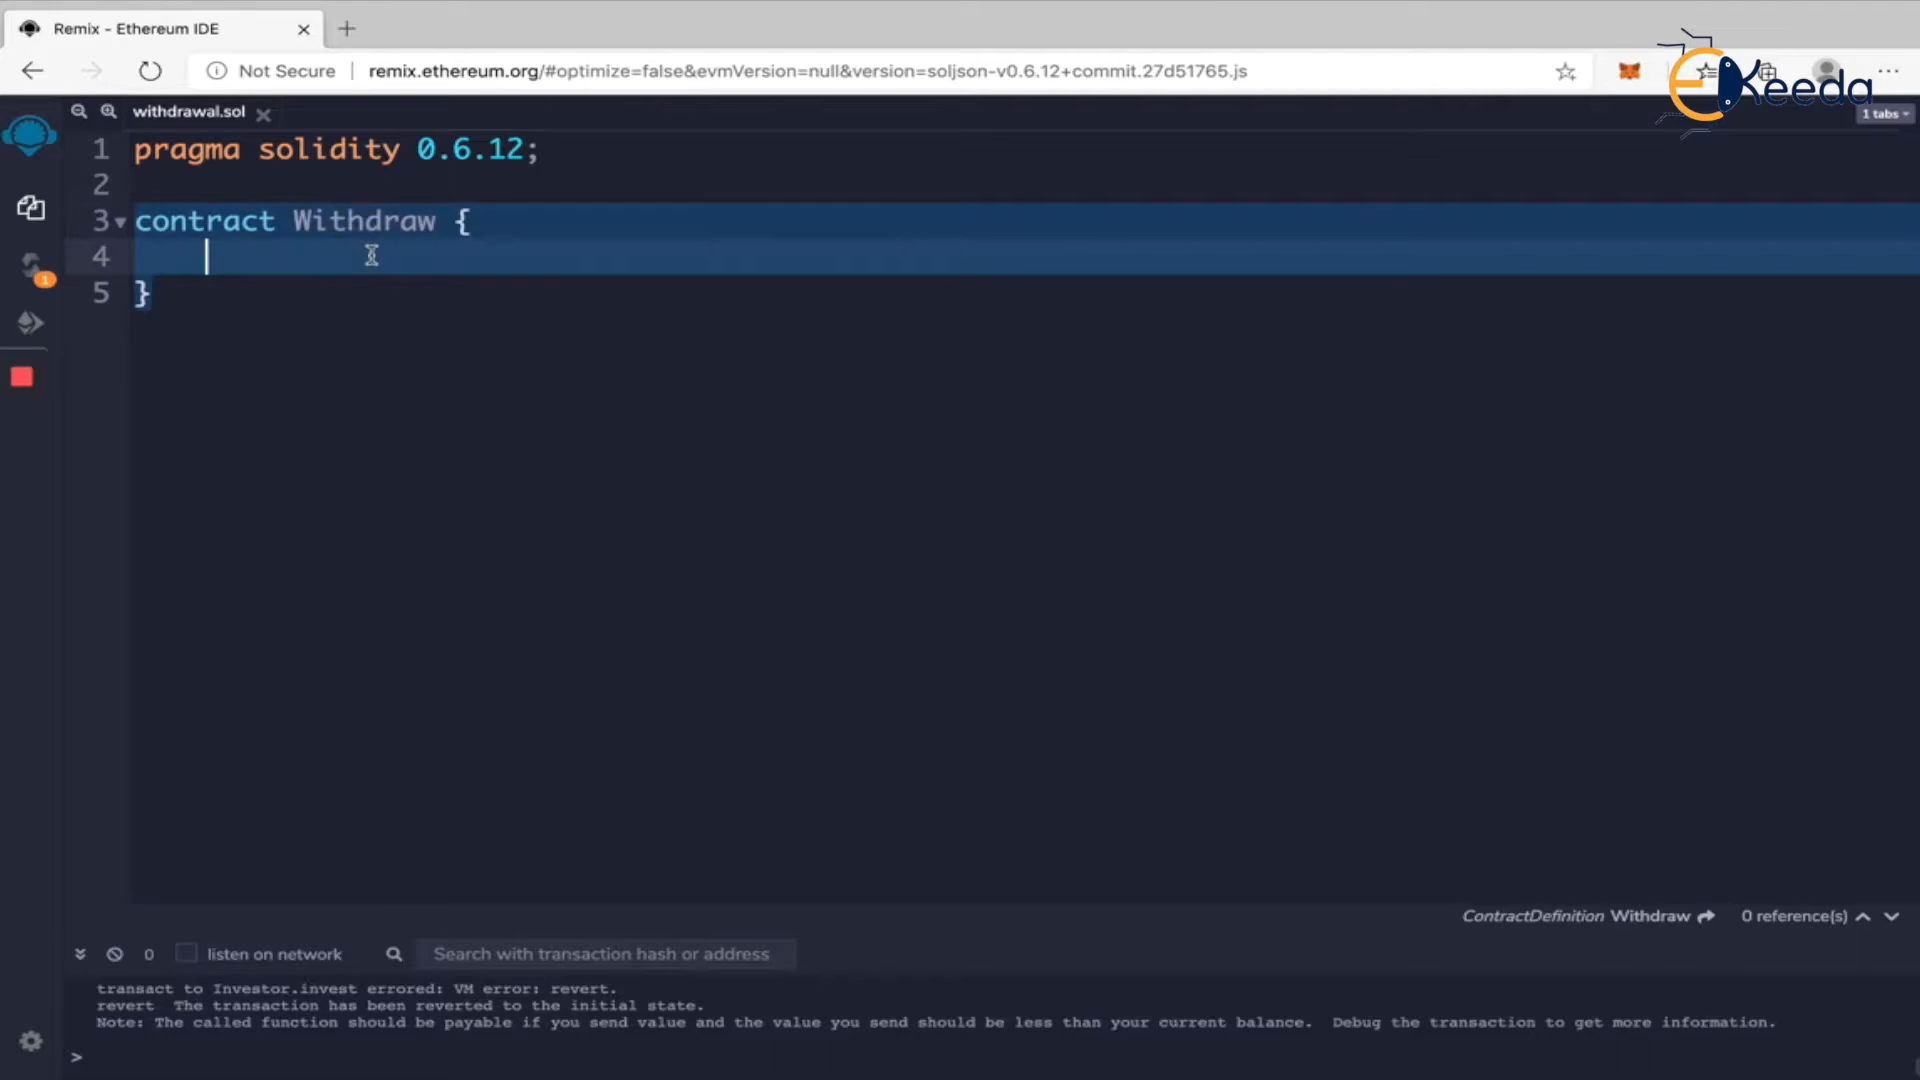 Remix - Ethereum IDE
Not Secure | remix.ethereum.org/#optimize=false&evmVersion=null&version=soljson-v0.6.12+commit.27d51765.js
EKeeda
withdrawal.sol
1 tabs
1 pragma solidity 0.6.12;
2
3 contract Withdraw {
4
5 }
1
ContractDefinition Withdraw 0 reference(s)
0 listen on network Search with transaction hash or address
transact to Investor.invest errored: VM error: revert.
revert The transaction has been reverted to the initial state.
Note: The called function should be payable if you send value and the value you send should be less than your current balance. Debug the transaction to get more information.
>